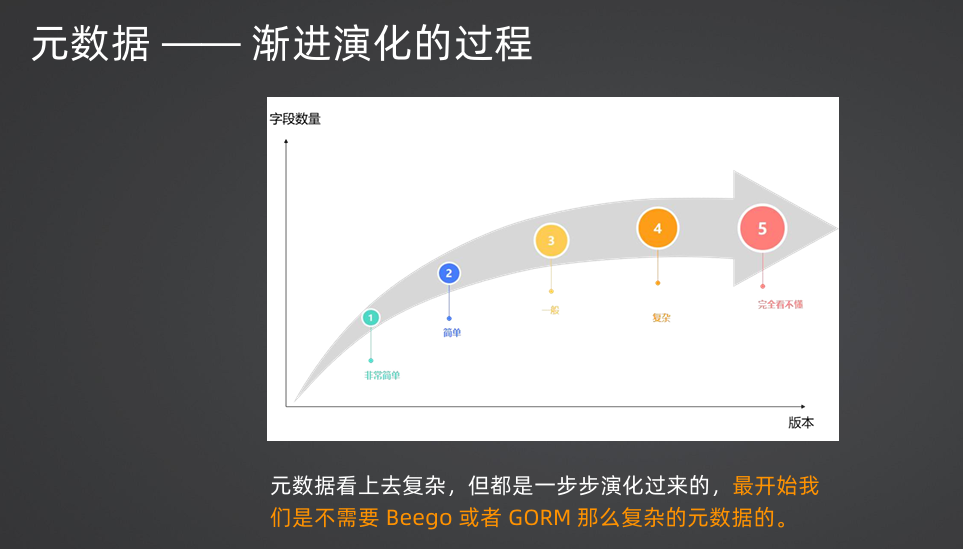 元数据 —— 渐进演化的过程
字段数量
1
非常简单
2
简单
3
一般
4
复杂
5
完全看不懂
版本
元数据看上去复杂，但都是一步步演化过来的，最开始我
们是不需要 Beego 或者 GORM 那么复杂的元数据的。